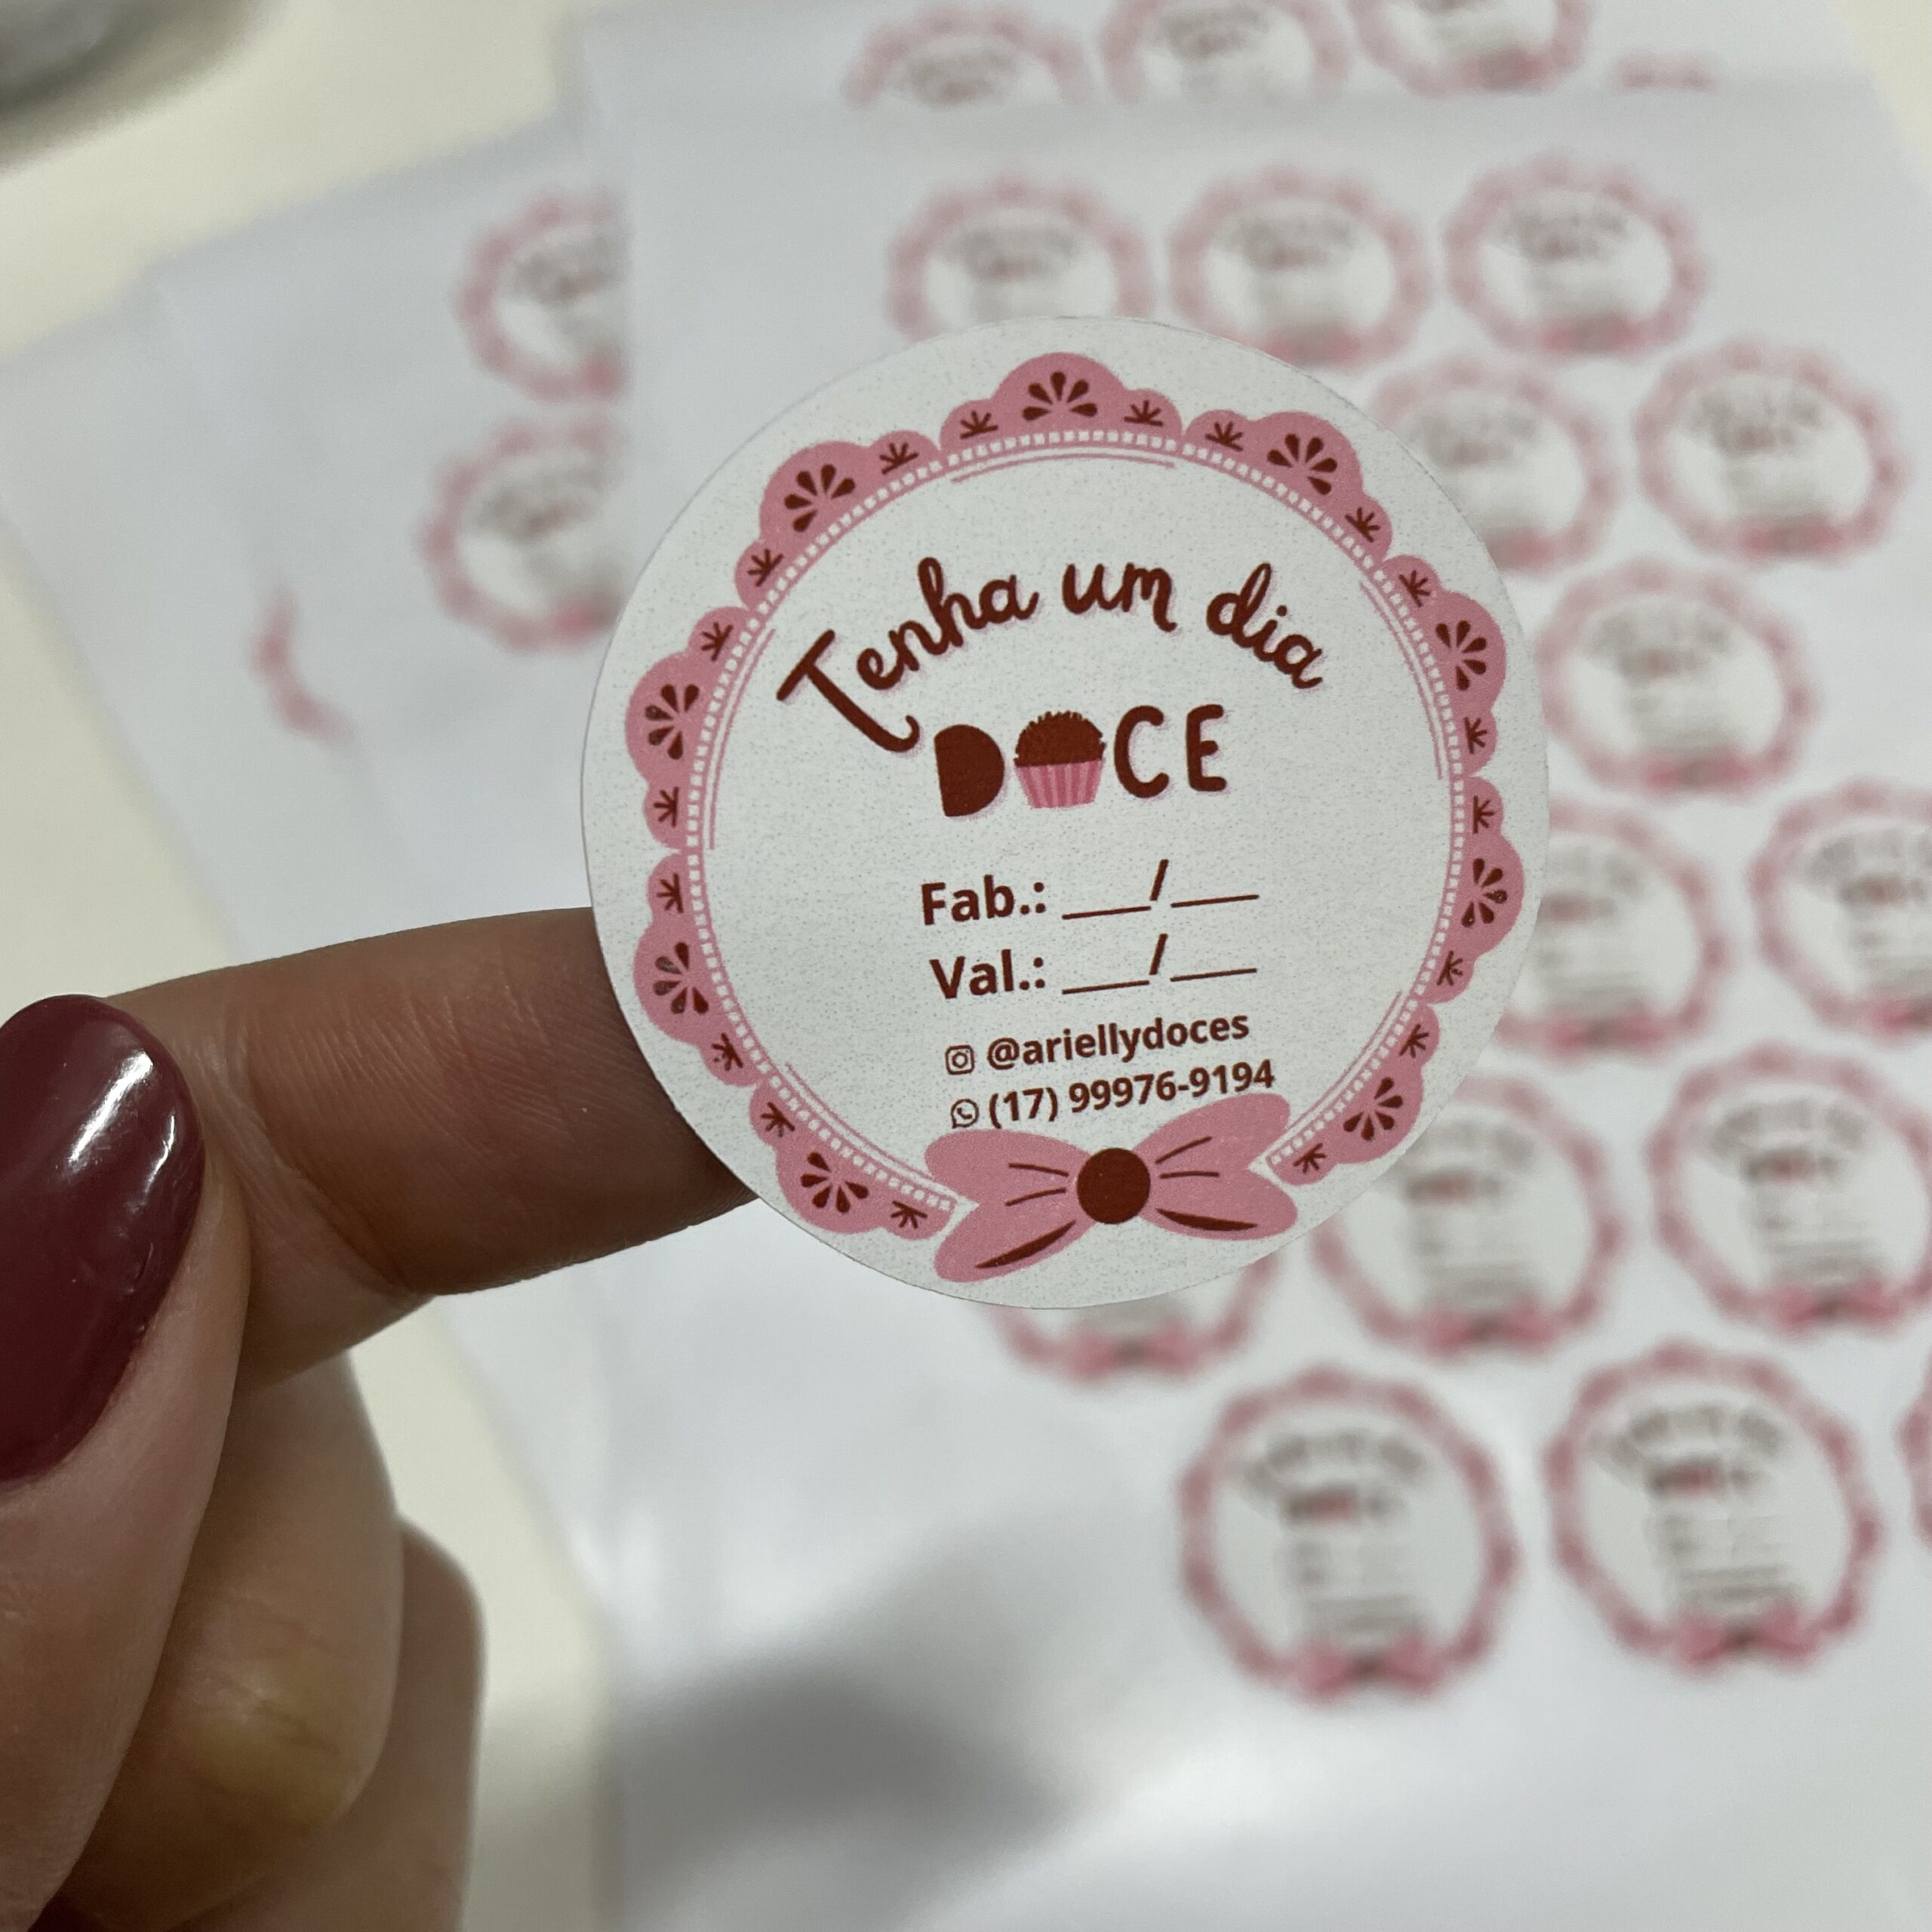 Tenha um dia
DOCE
Fab.: ___/___
Val.: ___/___
@ariellydoces
(17) 99976-9194